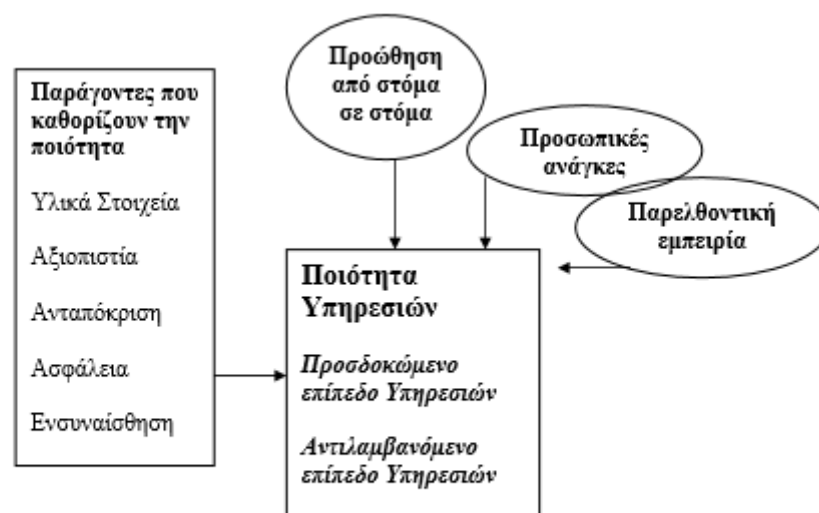 Παράγοντες που
καθορίζουν την
ποιότητα
Υλικά Στοιχεία
Αξιοπιστία
Ανταπόκριση
Ασφάλεια
Ενσυναίσθηση
Προώθηση
από στόμα
σε στόμα
Προσωπικές
ανάγκες
Παρελθοντική
εμπειρία
Ποιότητα
Υπηρεσιών
Προσδοκώμενο
επίπεδο Υπηρεσιών
Αντιλαμβανόμενο
επίπεδο Υπηρεσιών